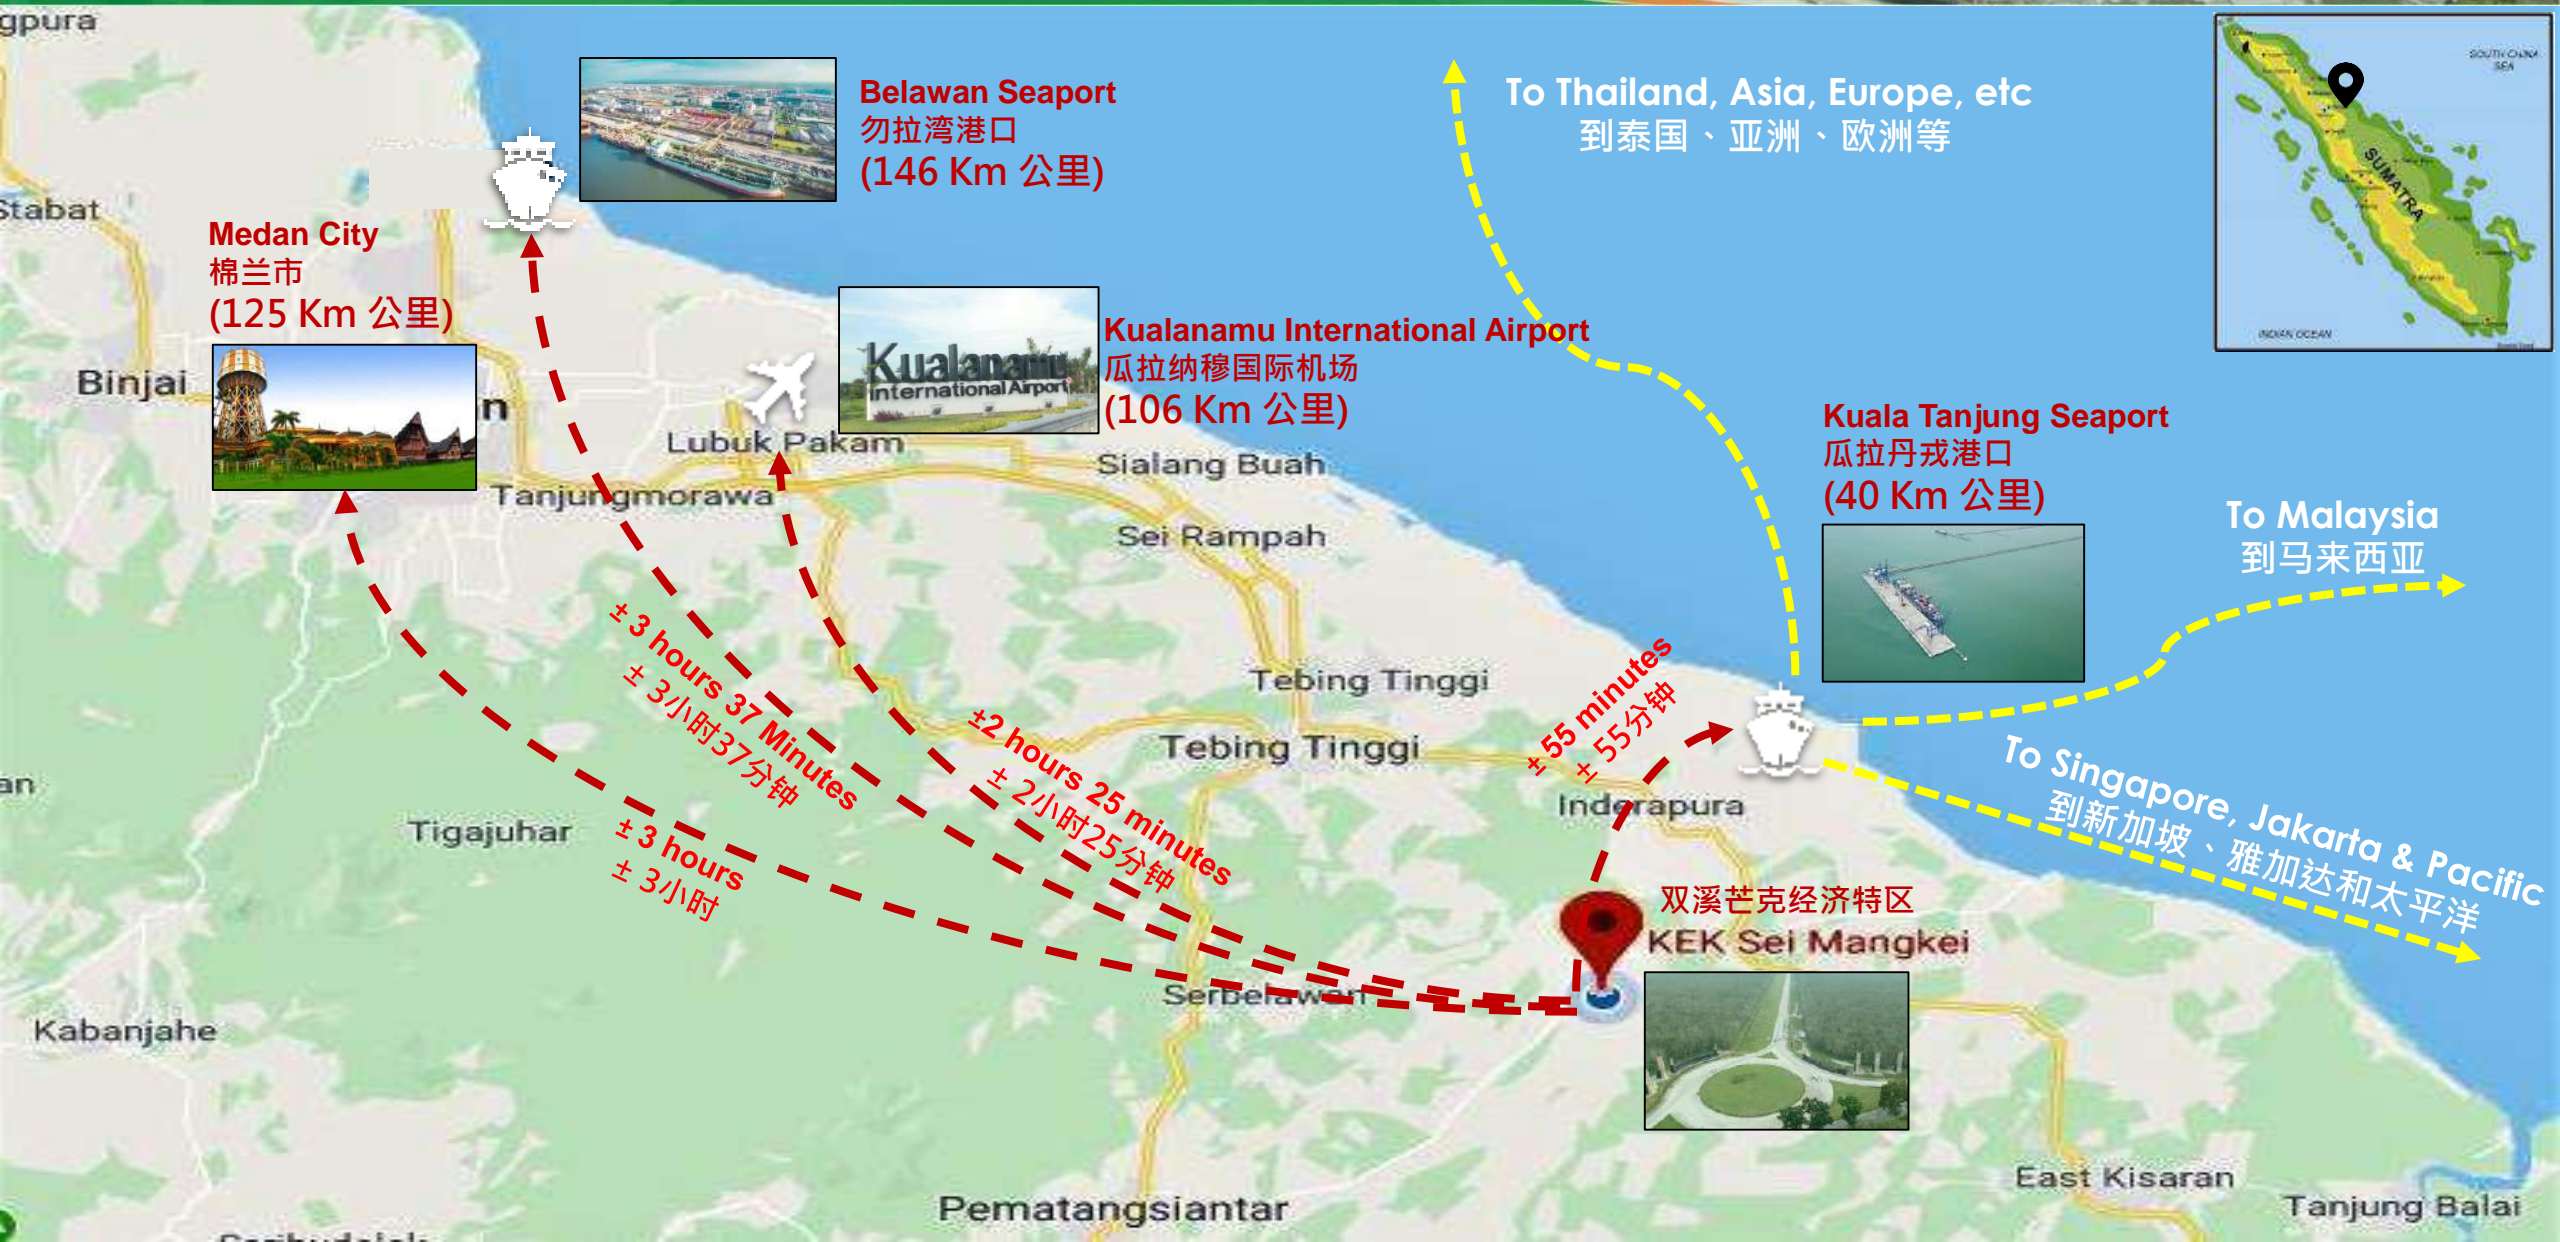 gpura
Belawan Seaport
勿拉湾港口
(146 Km 公里)
To Thailand, Asia, Europe, etc
到泰国、亚洲、欧洲等
SOUTH CHINA
SEA
SUMATRA
INDIAN OCEAN
Stabat
Medan City
棉兰市
(125 Km 公里)
Binjai
n
Kualanamu
International Airport
Kualanamu International Airport
瓜拉纳穆国际机场
(106 Km 公里)
Lubuk Pakam
Tanjungmorawa
Sialang Buah
Sei Rampah
Kuala Tanjung Seaport
瓜拉丹戎港口
(40 Km 公里)
To Malaysia
到马来西亚
± 3 hours 37 Minutes
± 3小时37分钟
±2 hours 25 minutes
± 2小时25分钟
± 55 minutes
± 55分钟
Tebing Tinggi
Tebing Tinggi
To Singapore, Jakarta & Pacific
到新加坡、雅加达和太平洋
an
Tigajuhar
± 3 hours
± 3小时
Inderapura
双溪芒克经济特区
KEK Sei Mangkei
Serbelawan
Kabanjahe
Pematangsiantar
East Kisaran
Tanjung Balai